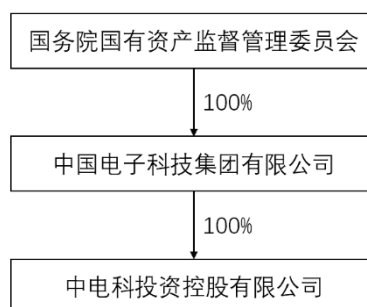 国务院国有资产监督管理委员会
100%
中国电子科技集团有限公司
100%
中电科投资控股有限公司